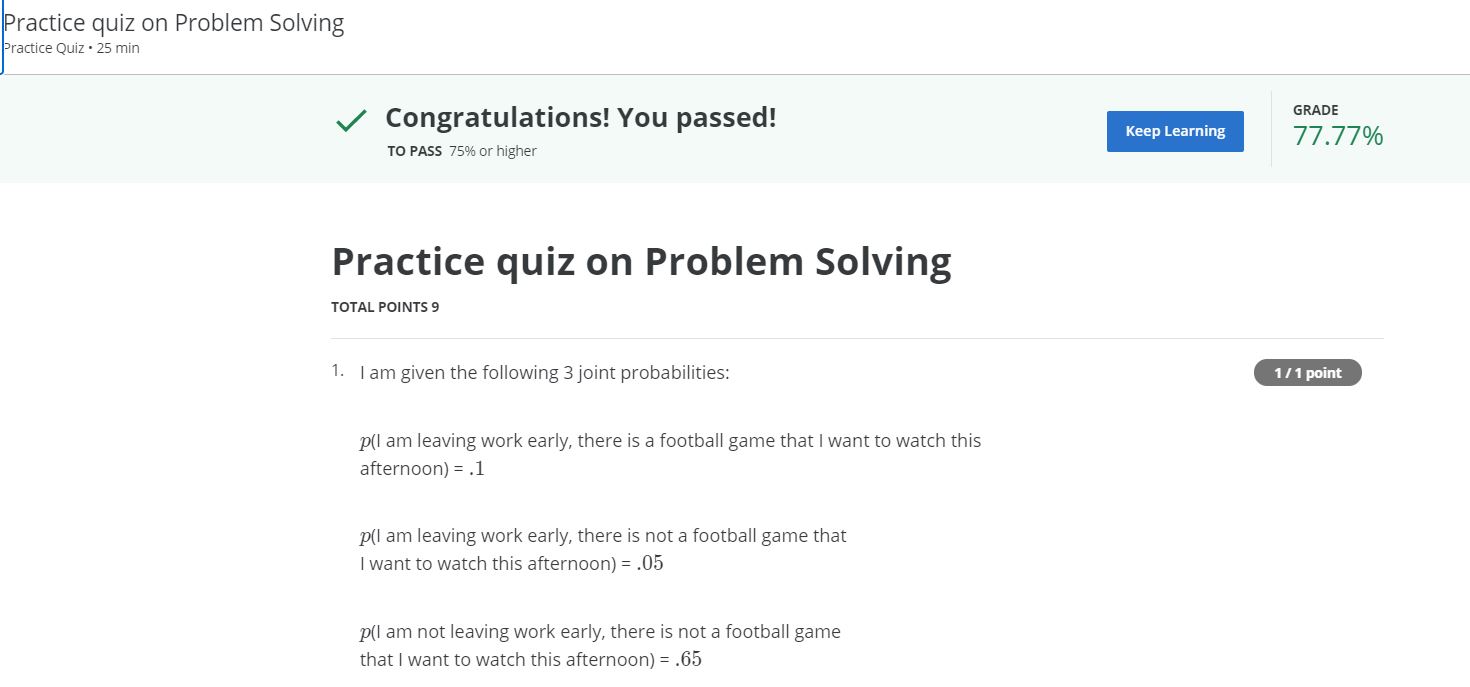 Practice quiz on Problem Solving
Practice Quiz • 25 min
Congratulations! You passed!
TO PASS 75% or higher
Keep Learning
GRADE
77.77%
Practice quiz on Problem Solving
TOTAL POINTS 9
1. I am given the following 3 joint probabilities:
1 / 1 point
p(I am leaving work early, there is a football game that I want to watch this
afternoon) = .1
p(I am leaving work early, there is not a football game that
I want to watch this afternoon) = .05
p(I am not leaving work early, there is not a football game
that I want to watch this afternoon) = .65